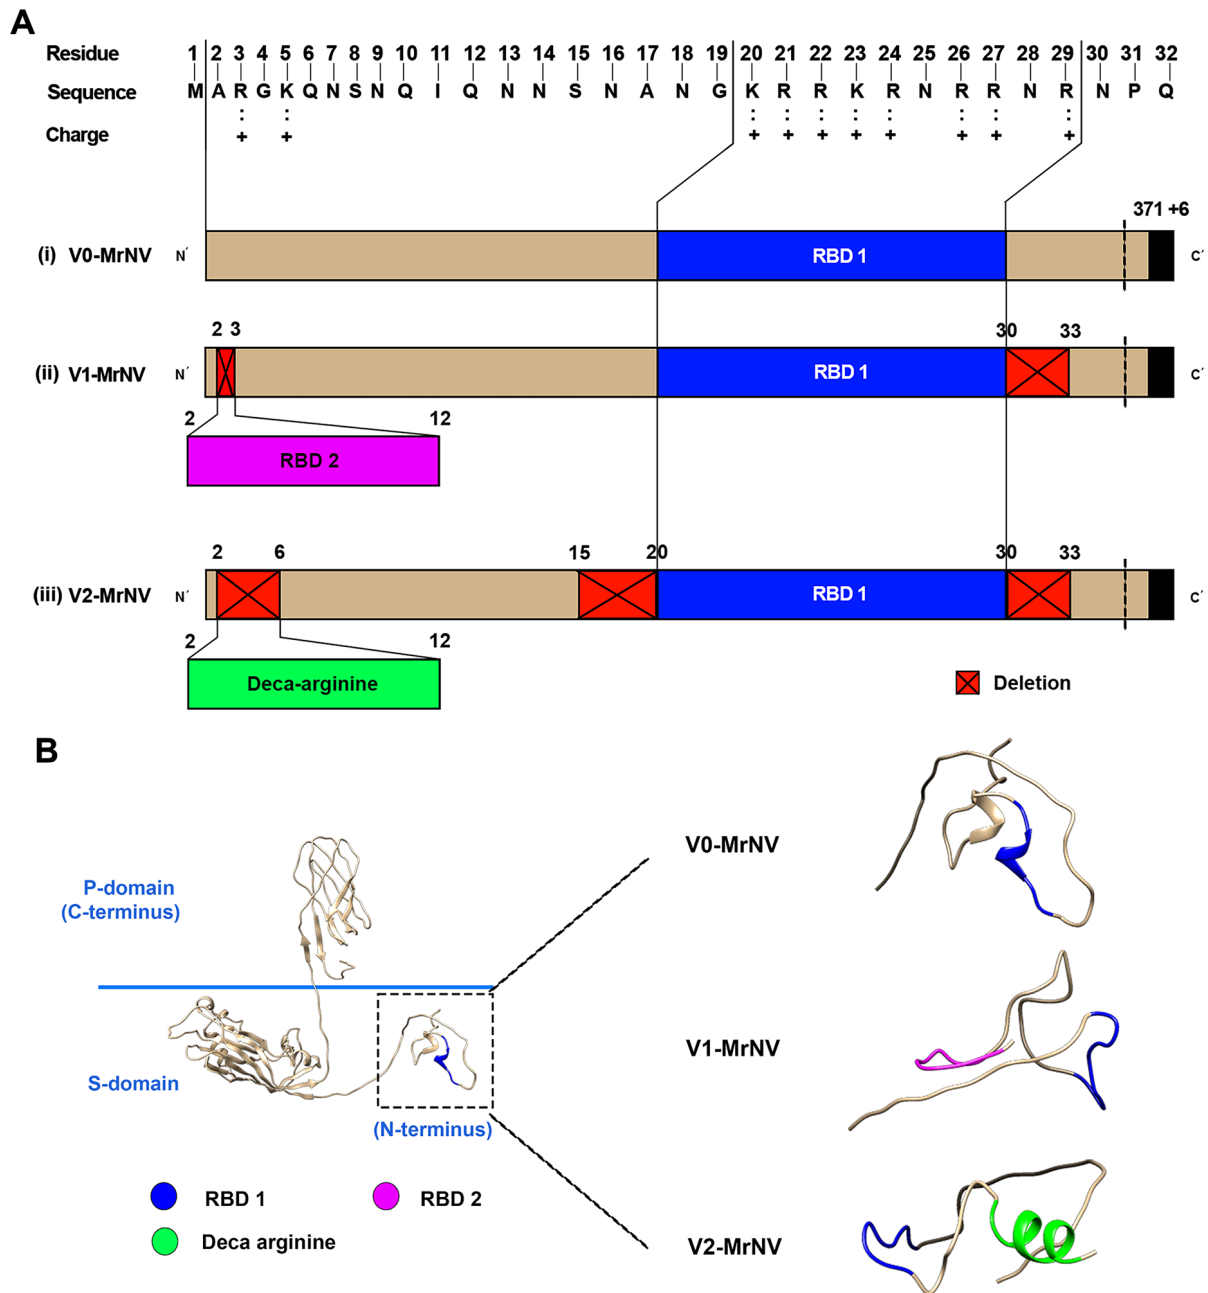 A
Residue 1 2 3 4 5 6 7 8 9 10 11 12 13 14 15 16 17 18 19 20 21 22 23 24 25 26 27 28 29 30 31 32
Sequence M A R G K Q N S N Q I Q N N S N A N G K R R K R N R R N R N P Q
Charge + + + + + + + + + +
371 +6
(i) V0-MrNV N´ RBD 1 C´
2 3 30 33
(ii) V1-MrNV N´ RBD 1 C´
2 12
RBD 2
2 6 15 20 30 33
(iii) V2-MrNV N´ RBD 1 C´
2 12
Deca-arginine
Deletion
B
V0-MrNV
P-domain
(C-terminus)
V1-MrNV
S-domain
(N-terminus)
RBD 1
RBD 2
Deca arginine
V2-MrNV